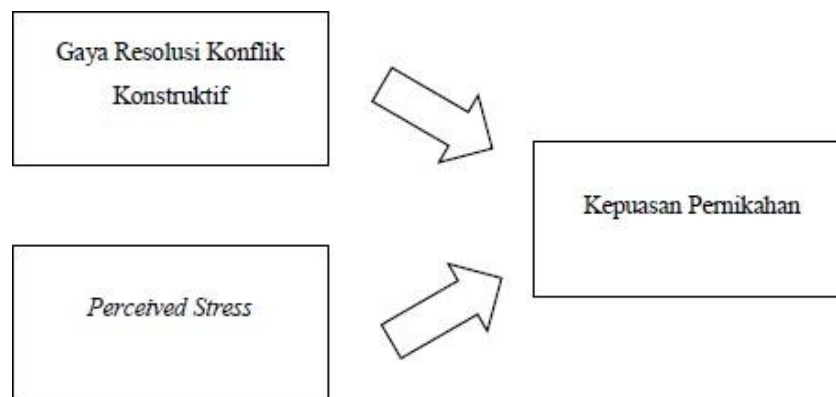 Gaya Resolusi Konflik
Konstruktif
Kepuasan Pernikahan
Perceived Stress